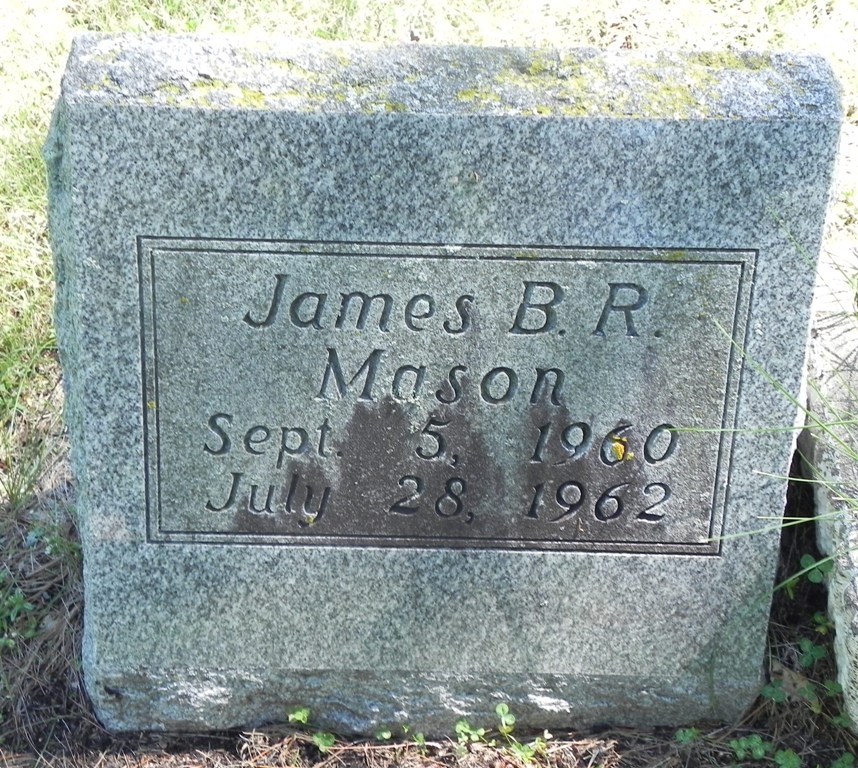 James B. R.
Mason
Sept. 5, 1960
July 28, 1962